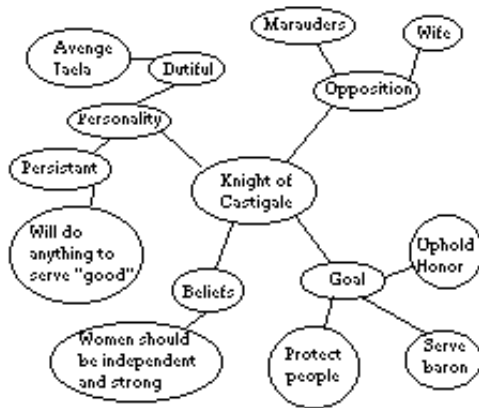 Marauders
Wife
Avenge
Taela
Dutiful
Opposition
Personality
Persistant
Knight of
Castigale
Will do
anything to
serve "good"
Uphold
Honor
Goal
Beliefs
Women should
be independent
and strong
Protect
people
Serve
baron